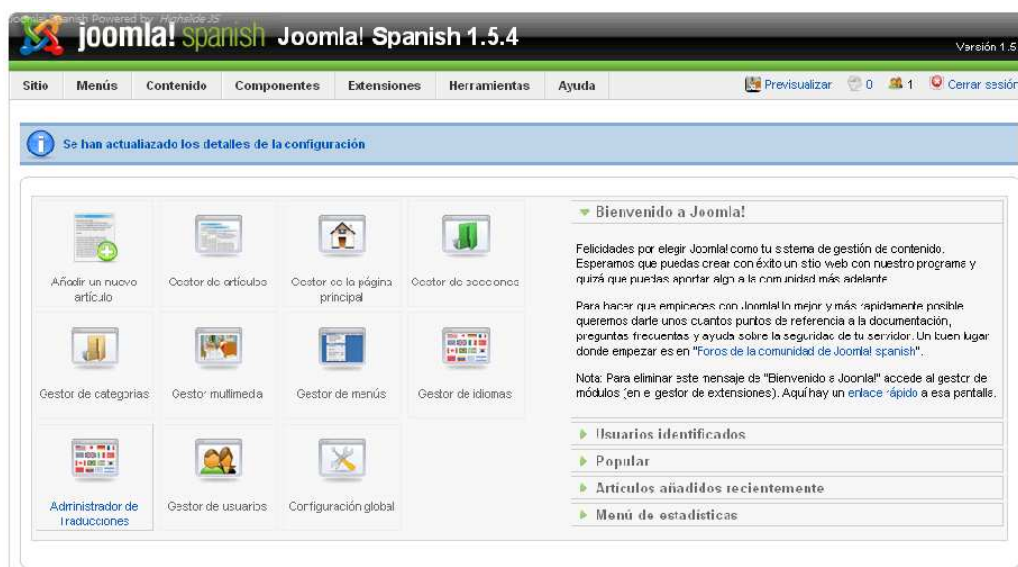 Joomla! Spanish Powered by Highslide JS
joomla! spanish Joomla! Spanish 1.5.4
Versión 1.5
Sitio Menús Contenido Componentes Extensiones Herramientas Ayuda Previsualizar 0 1 Cerrar sesión
Se han actualiazado los detalles de la configuración
Añadir un nuevo artículo
Gestor de artículos
Gestor de la página principal
Gestor de secciones
Gestor de categorías
Gestor multimedia
Gestor de menús
Gestor de idiomas
Administrador de Traducciones
Gestor de usuarios
Configuración global
Bienvenido a Joomla!
Felicidades por elegir Joomla! como tu sistema de gestión de contenido.
Esperamos que puedas crear con éxito un sitio web con nuestro programa y
quizá que puedas aportar algo a la comunidad más adelante
Para hacer que empieces con Joomla! lo mejor y más rapidamente posible
queremos darle unos cuantos puntos de referencia a la documentación,
preguntas frecuentes y ayuda sobre la seguridad de tu servidor. Un buen lugar
donde empezar es en "Foros de la comunidad de Joomla! spanish".
Nota: Para eliminar este mensaje de "Bienvenido a Joomla!" accede al gestor de
módulos (en el gestor de extensiones). Aquí hay un enlace rápido a esa pantalla.
Usuarios identificados
Popular
Artículos añadidos recientemente
Menú de estadísticas